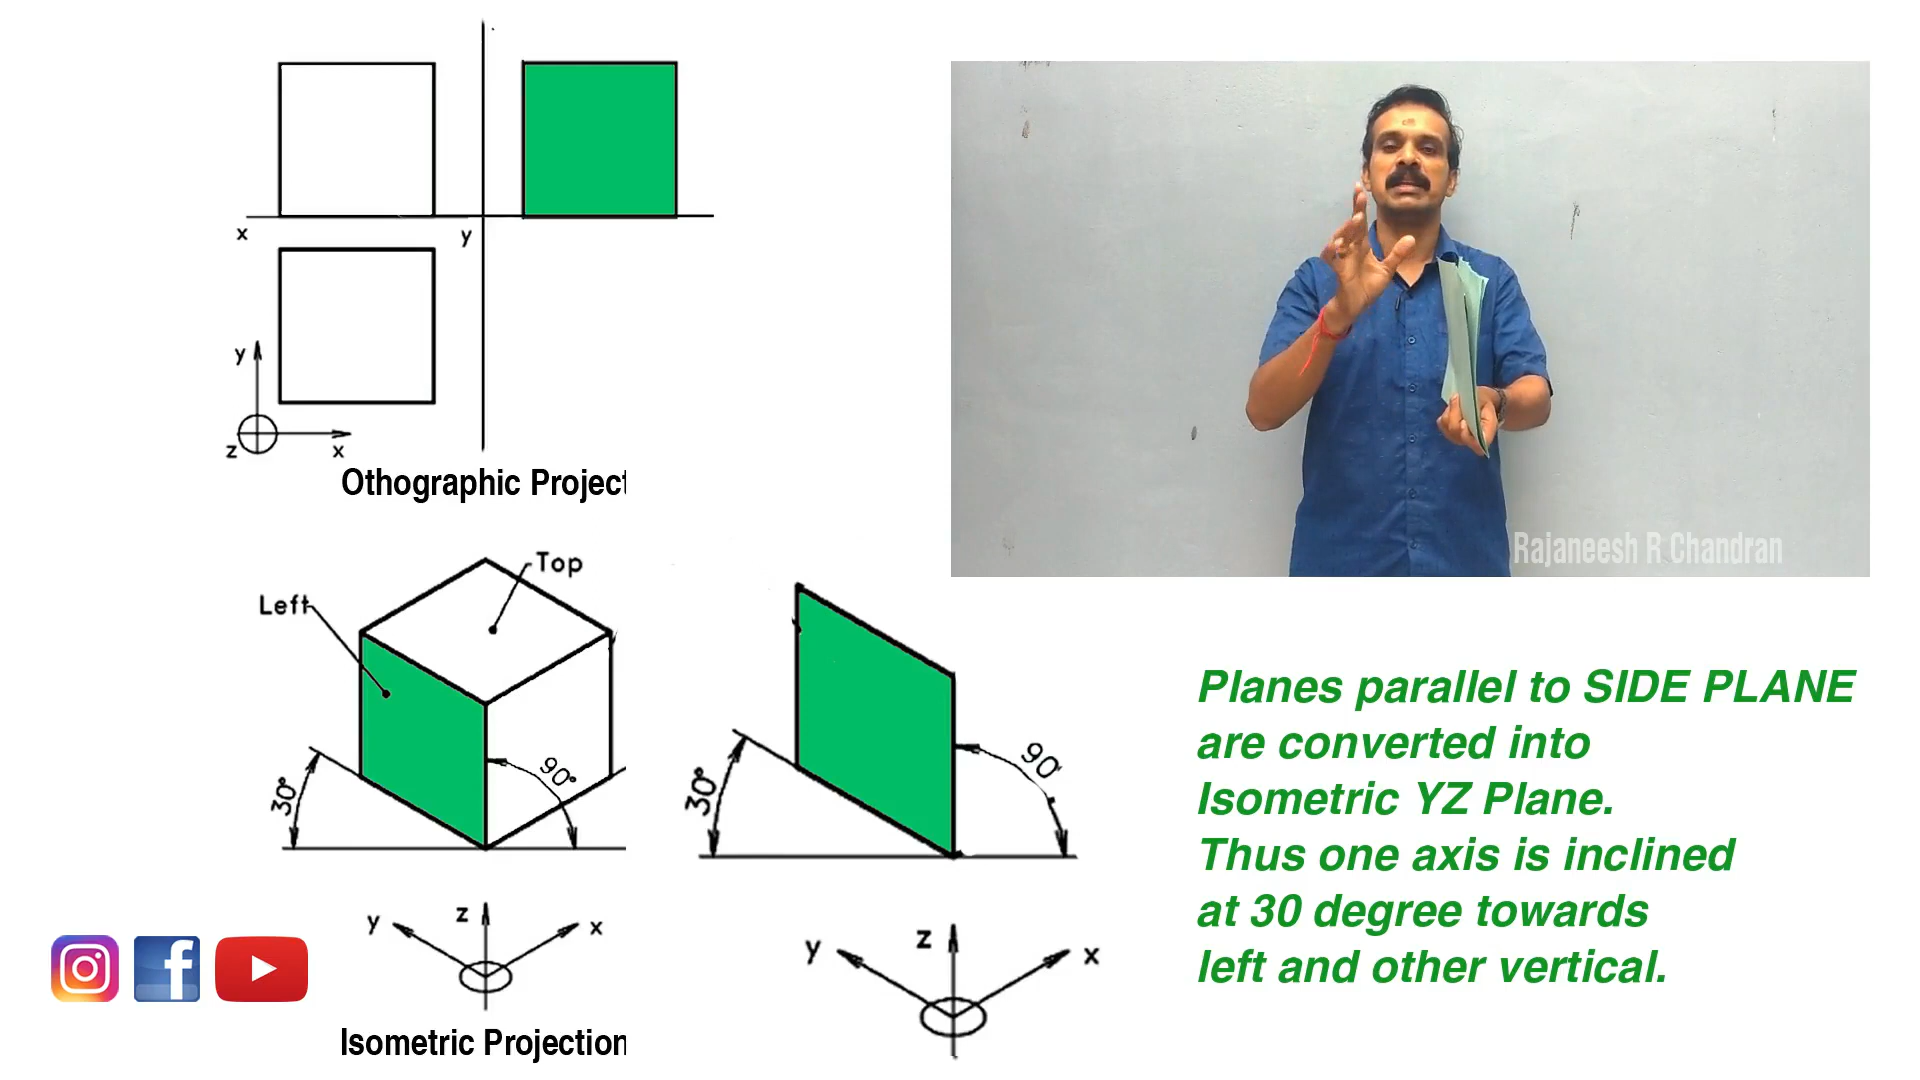 x
y
y
z
x
Othographic Project
Top
Left
30°
90°
y
z
x
Isometric Projection
30°
90
y
z
x
Rajaneesh R Chandran
Planes parallel to SIDE PLANE
are converted into
Isometric YZ Plane.
Thus one axis is inclined
at 30 degree towards
left and other vertical.